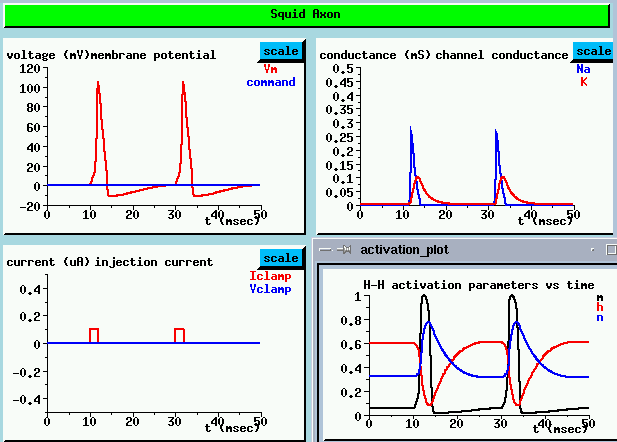 Squid Axon
scale
voltage (mV) membrane potential
Vm
command
120
100
80
60
40
20
0
-20
0 10 20 30 40 50
t (msec)
scale
conductance (mS) channel conductance
Na
K
0.5
0.45
0.4
0.35
0.3
0.25
0.2
0.15
0.1
0.05
0
0 10 20 30 40 50
t (msec)
scale
current (uA) injection current
Iclamp
Vclamp
0.4
0.2
0
-0.2
-0.4
0 10 20 30 40 50
t (msec)
activation_plot
H-H activation parameters vs time
m
h
n
1
0.8
0.6
0.4
0.2
0
0 10 20 30 40 50
t (msec)